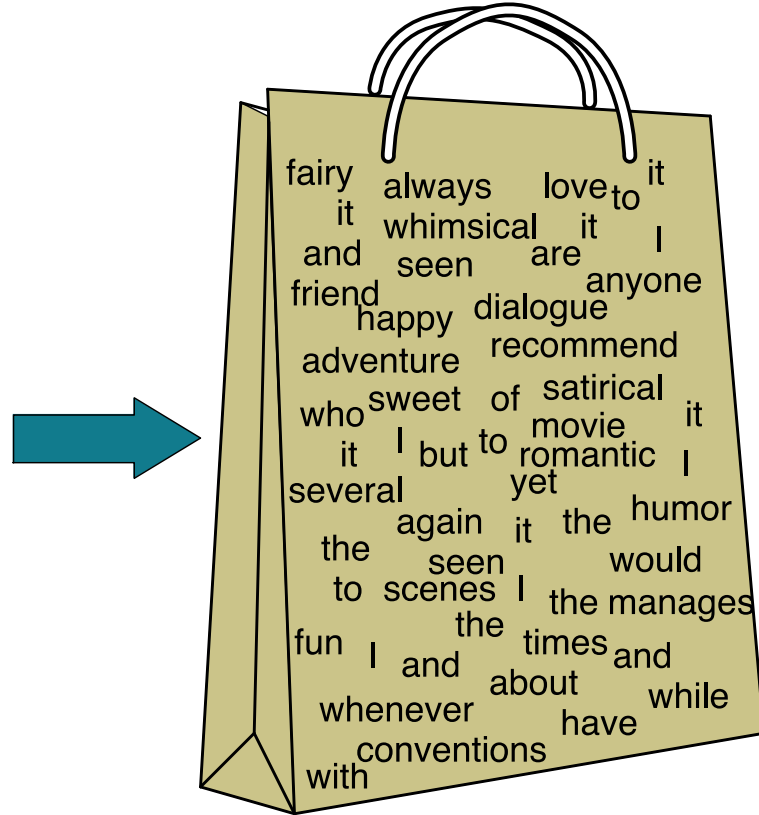 fairy always love to it
it whimsical it I
and seen are anyone
friend happy dialogue
adventure recommend
who sweet of satirical it
it I but to movie romantic I
several yet
again it the humor
the seen would
to scenes I the manages
fun I and the times and
whenever about have while
conventions
with